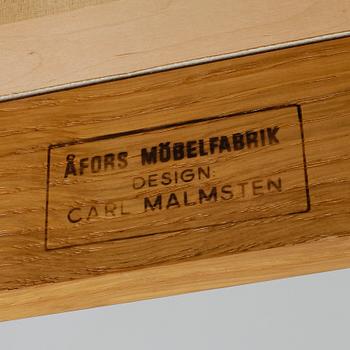 ÅFORS MÖBELFABRIK
DESIGN:
CARL MALMSTEN